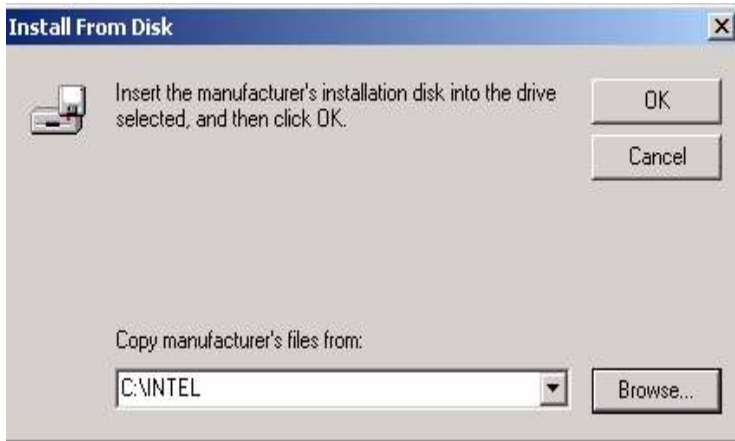 Install From Disk
Insert the manufacturer's installation disk into the drive
selected, and then click OK.
OK
Cancel
Copy manufacturer's files from:
C:\INTEL
Browse...